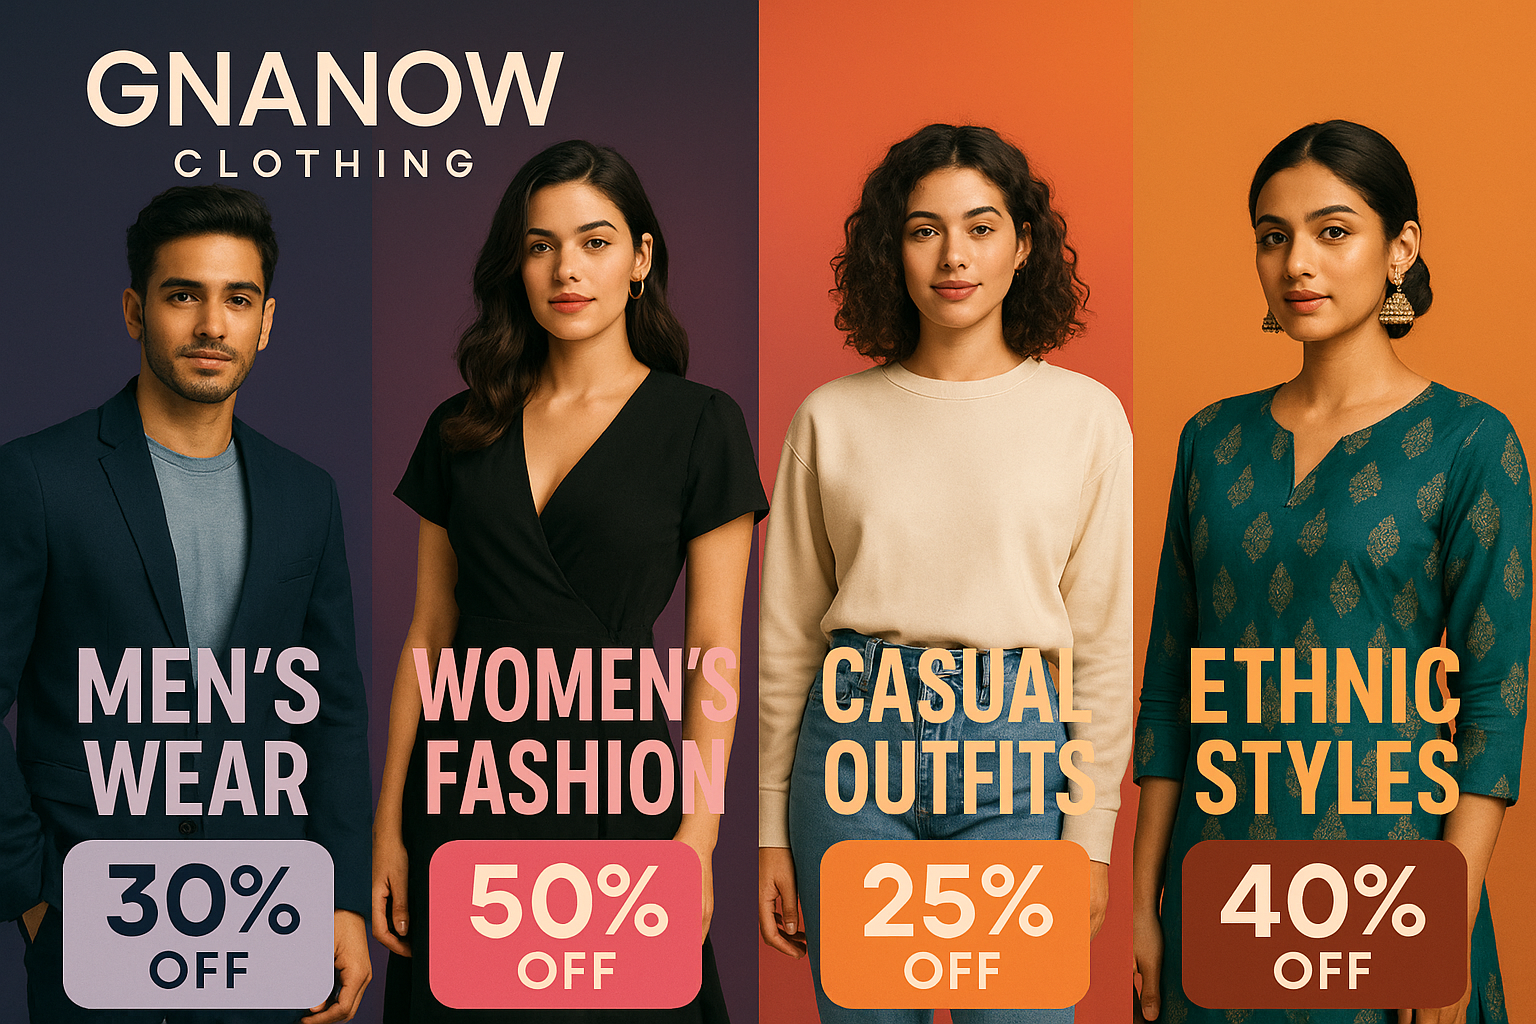 GNANOW
CLOTHING
MEN'S
WEAR
30%
OFF
WOMEN'S
FASHION
50%
OFF
CASUAL
OUTFITS
25%
OFF
ETHNIC
STYLES
40%
OFF